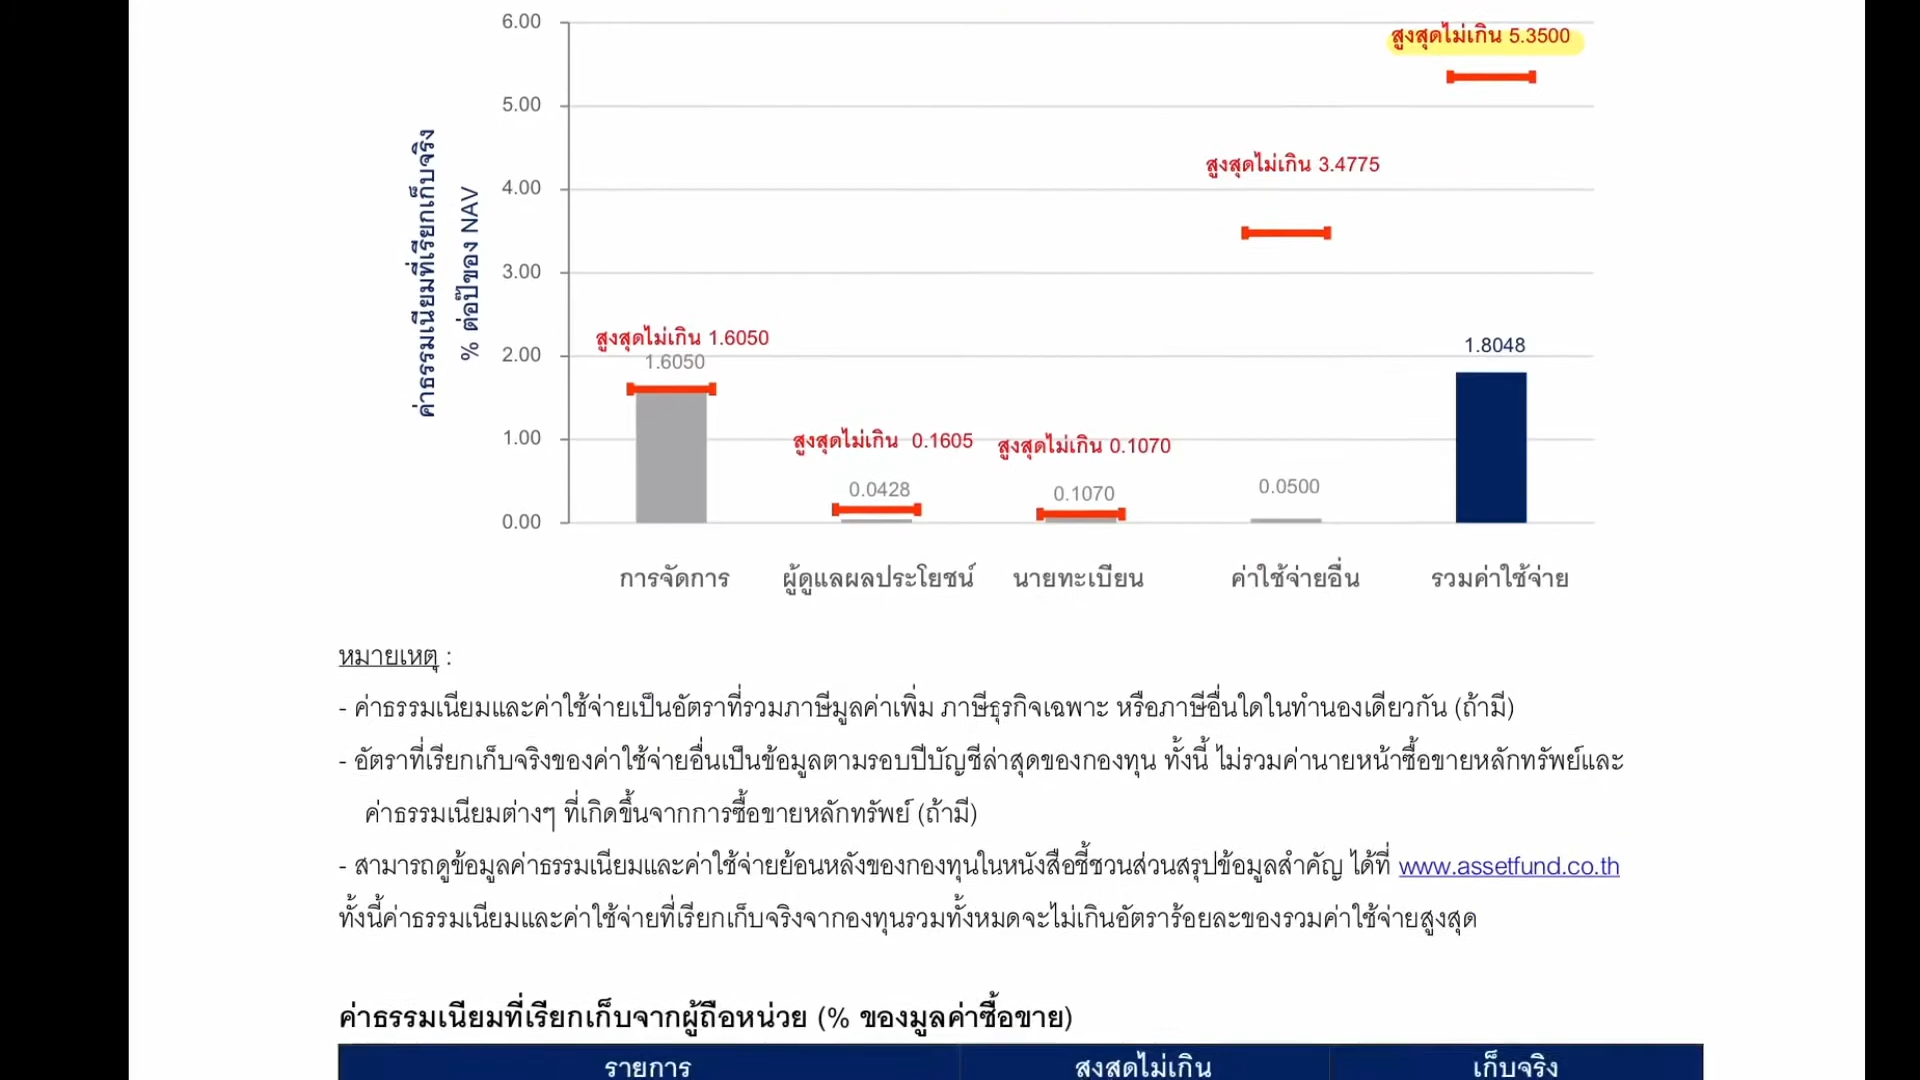 6.00
สูงสุดไม่เกิน 5.3500
5.00
สูงสุดไม่เกิน 3.4775
4.00
ค่าธรรมเนียมที่เรียกเก็บจริง
% ต่อปีของ NAV
3.00
สูงสุดไม่เกิน 1.6050
1.8048
2.00
1.6050
1.00
สูงสุดไม่เกิน 0.1605
สูงสุดไม่เกิน 0.1070
0.0428
0.1070
0.0500
0.00
การจัดการ ผู้ดูแลผลประโยชน์ นายทะเบียน ค่าใช้จ่ายอื่น รวมค่าใช้จ่าย
หมายเหตุ :
- ค่าธรรมเนียมและค่าใช้จ่ายเป็นอัตราที่รวมภาษีมูลค่าเพิ่ม ภาษีธุรกิจเฉพาะ หรือภาษีอื่นใดในทำนองเดียวกัน (ถ้ามี)
- อัตราที่เรียกเก็บจริงของค่าใช้จ่ายอื่นเป็นข้อมูลตามรอบปีบัญชีล่าสุดของกองทุน ทั้งนี้ ไม่รวมค่านายหน้าซื้อขายหลักทรัพย์และ
ค่าธรรมเนียมต่างๆ ที่เกิดขึ้นจากการซื้อขายหลักทรัพย์ (ถ้ามี)
- สามารถดูข้อมูลค่าธรรมเนียมและค่าใช้จ่ายย้อนหลังของกองทุนในหนังสือชี้ชวนส่วนสรุปข้อมูลสำคัญ ได้ที่ www.assetfund.co.th
ทั้งนี้ค่าธรรมเนียมและค่าใช้จ่ายที่เรียกเก็บจริงจากองทุนรวมทั้งหมดจะไม่เกินอัตราร้อยละของรวมค่าใช้จ่ายสูงสุด
ค่าธรรมเนียมที่เรียกเก็บจากผู้ถือหน่วย (% ของมูลค่าซื้อขาย)
รายการ สูงสุดไม่เกิน เก็บจริง